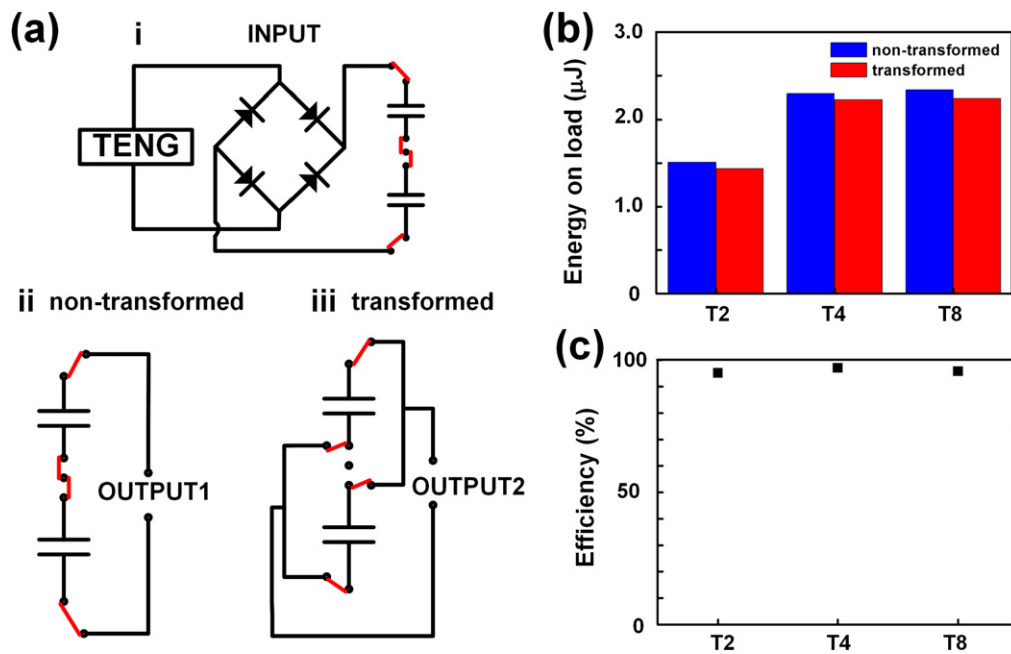 (a)
i
INPUT
TENG
ii non-transformed
OUTPUT1
iii transformed
OUTPUT2
(b)
Energy on load (μJ)
3.0
2.0
1.0
0
non-transformed
transformed
T2 T4 T8
(c)
Efficiency (%)
100
50
0
T2 T4 T8